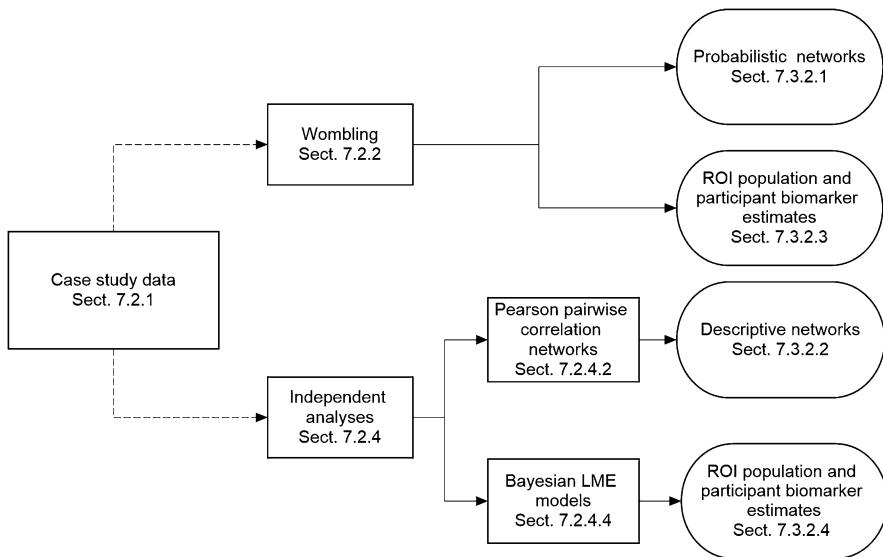 Probabilistic networks
Sect. 7.3.2.1
Wombling
Sect. 7.2.2
ROI population and
participant biomarker
estimates
Sect. 7.3.2.3
Case study data
Sect. 7.2.1
Pearson pairwise
correlation
networks
Sect. 7.2.4.2
Descriptive networks
Sect. 7.3.2.2
Independent
analyses
Sect. 7.2.4
Bayesian LME
models
Sect. 7.2.4.4
ROI population and
participant biomarker
estimates
Sect. 7.3.2.4